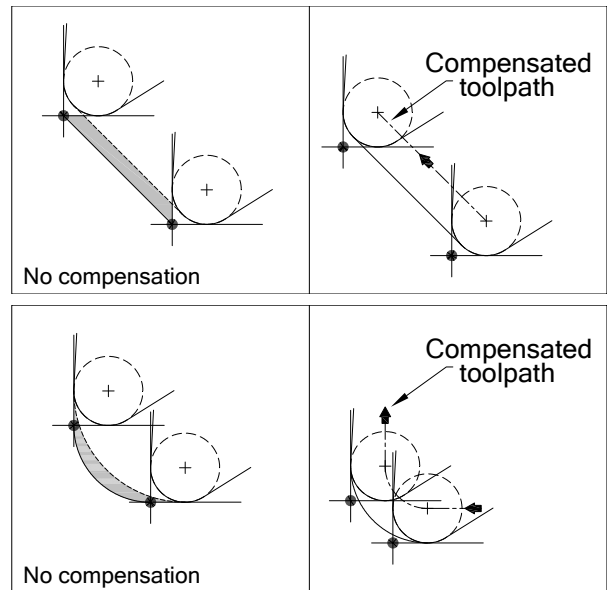 Compensated
toolpath
No compensation
Compensated
toolpath
No compensation